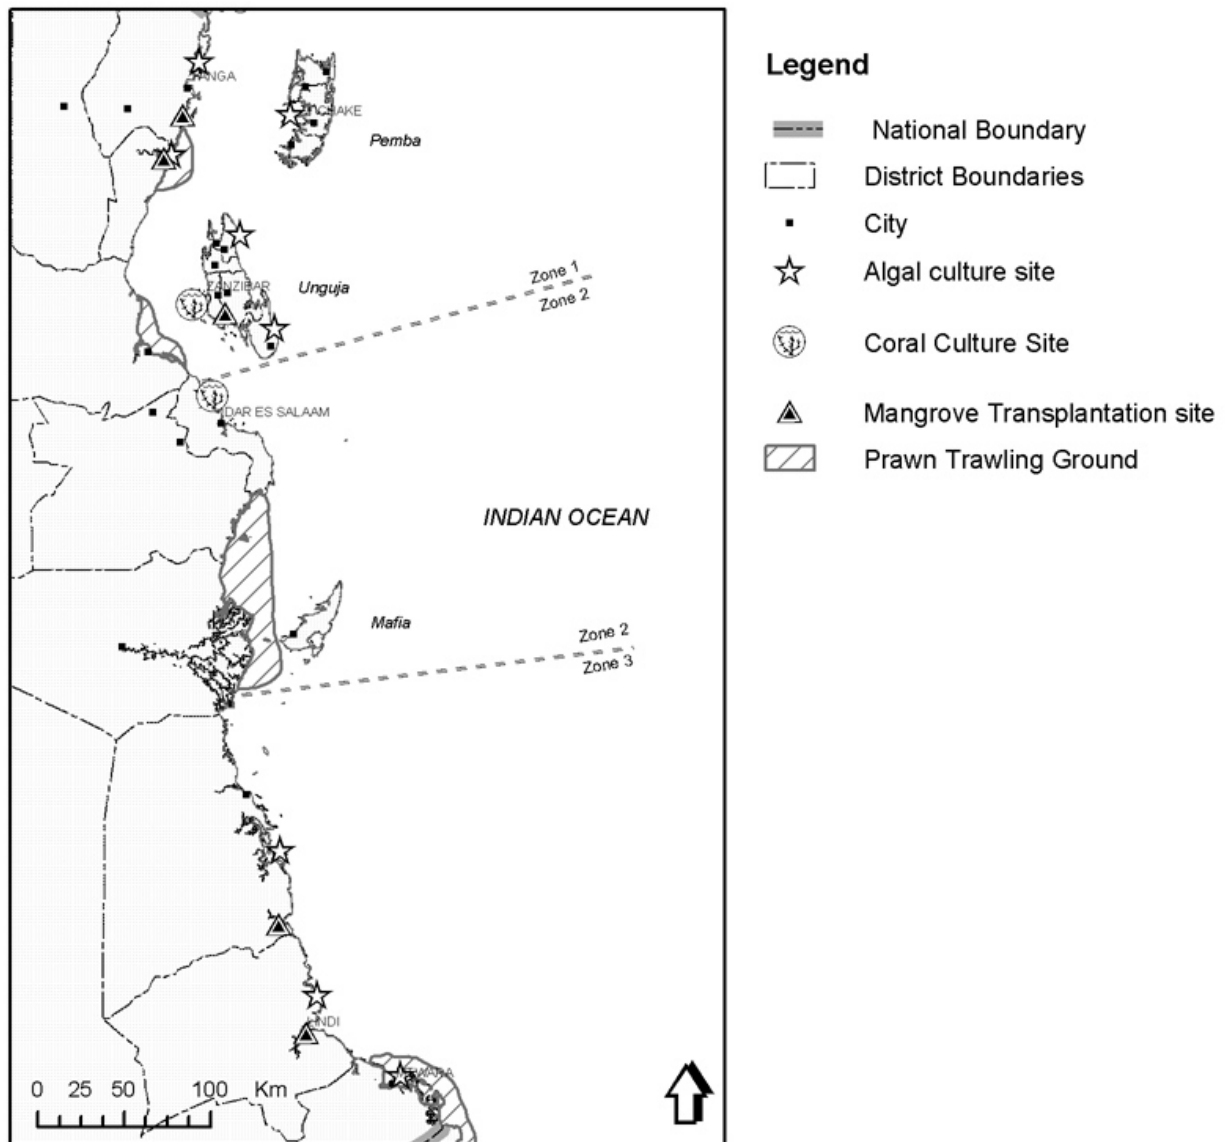 Legend
National Boundary
District Boundaries
City
Algal culture site
Coral Culture Site
Mangrove Transplantation site
Prawn Trawling Ground
Pemba
Unguja
ZANZIBAR
Zone 1
Zone 2
DAR ES SALAAM
INDIAN OCEAN
Mafia
Zone 2
Zone 3
0 25 50 100 Km